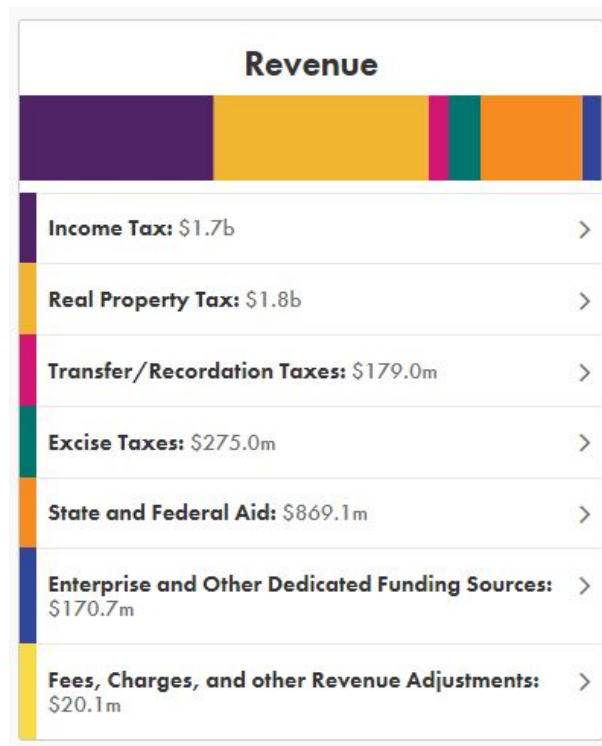 Revenue
Income Tax: $1.7b
Real Property Tax: $1.8b
Transfer/Recordation Taxes: $179.0m
Excise Taxes: $275.0m
State and Federal Aid: $869.1m
Enterprise and Other Dedicated Funding Sources:
$170.7m
Fees, Charges, and other Revenue Adjustments:
$20.1m